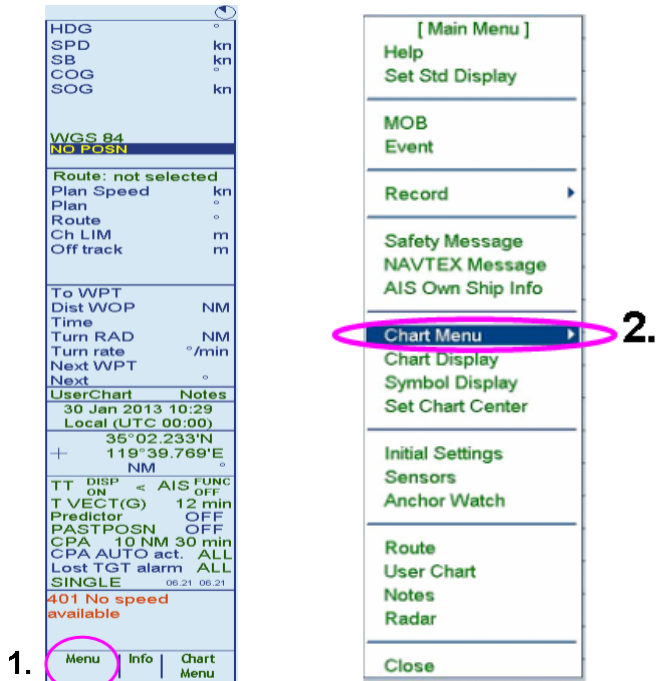 HDG °
SPD kn
SB kn
COG °
SOG kn
WGS 84
NO POSN
Route: not selected
Plan Speed kn
Plan °
Route °
Ch LIM m
Off track m
To WPT
Dist WOP NM
Time
Turn RAD NM
Turn rate °/min
Next WPT
Next °
UserChart Notes
30 Jan 2013 10:29
Local (UTC 00:00)
35°02.233'N
+ 119°39.769'E
NM °
TT DISP ON < AIS FUNC OFF
T VECT(G) 12 min
Predictor OFF
PASTPOSN OFF
CPA 10 NM 30 min
CPA AUTO act. ALL
Lost TGT alarm ALL
SINGLE 06.21 06.21
401 No speed
available
1. Menu Info Chart Menu
[ Main Menu ]
Help
Set Std Display
MOB
Event
Record
Safety Message
NAVTEX Message
AIS Own Ship Info
Chart Menu 2.
Chart Display
Symbol Display
Set Chart Center
Initial Settings
Sensors
Anchor Watch
Route
User Chart
Notes
Radar
Close